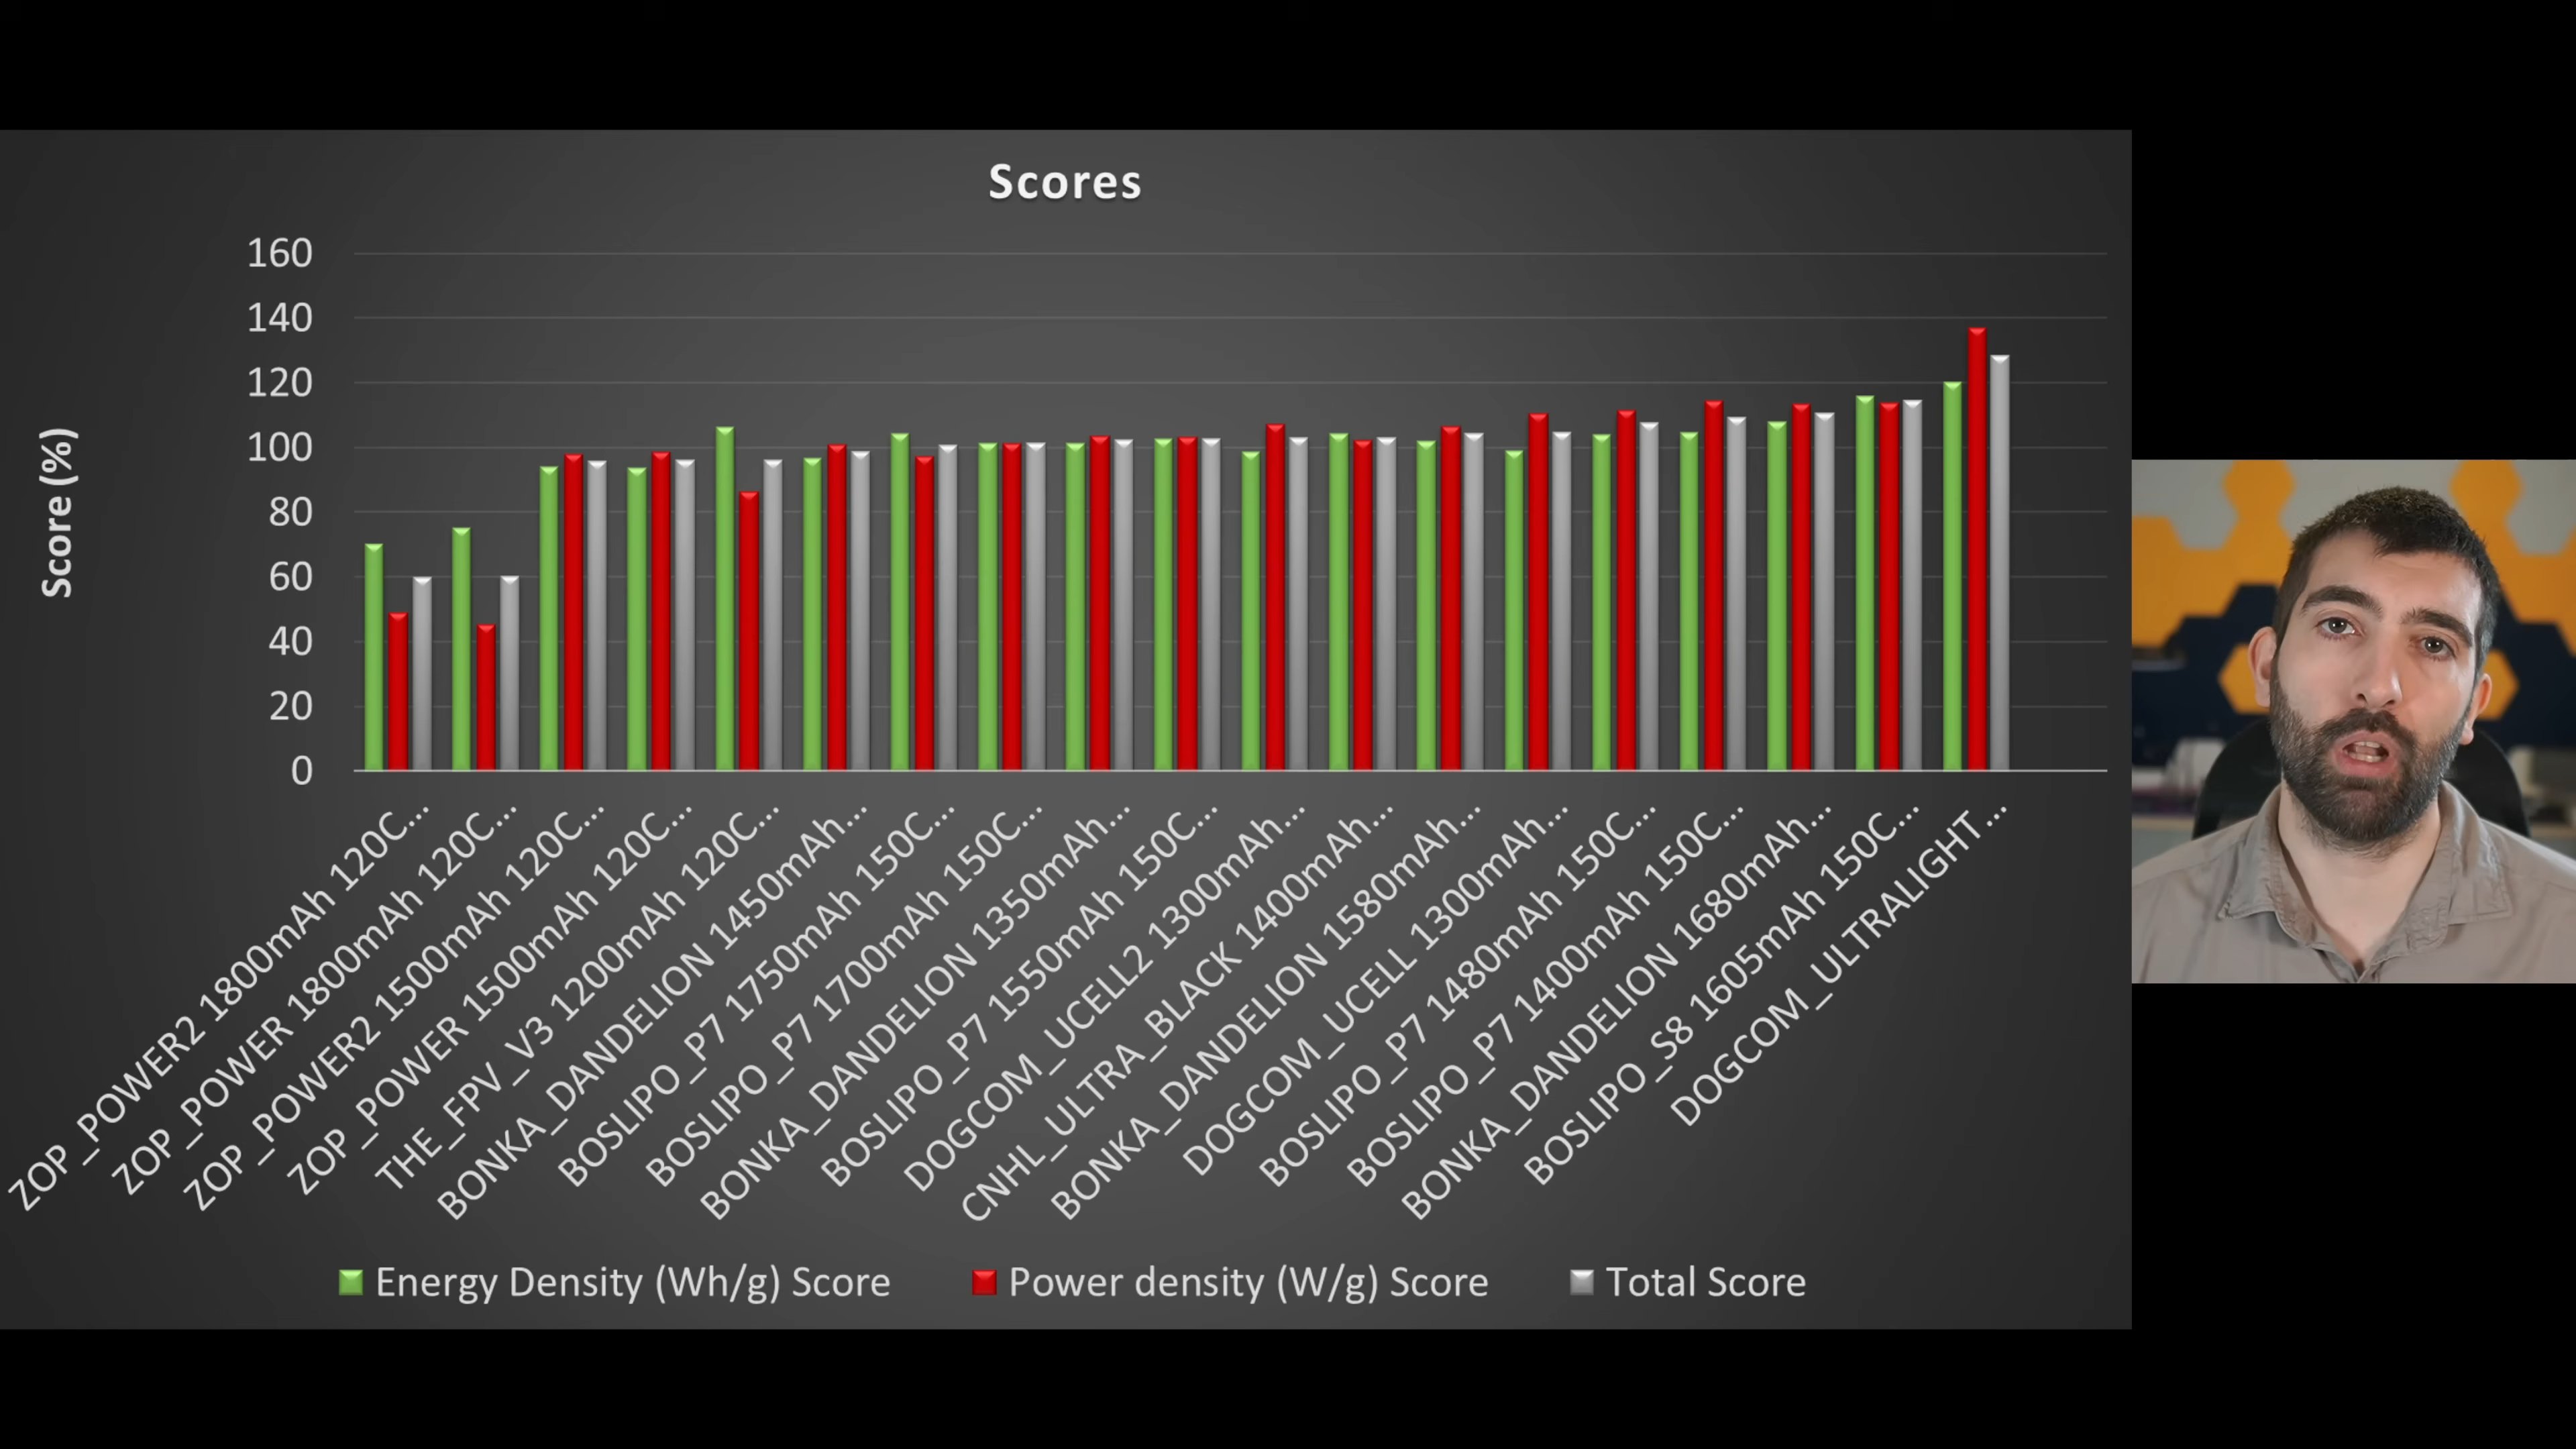 Scores
160
140
120
100
80
60
40
20
0
Score (%)
ZOP_POWER2 1800mAh 120C...
ZOP_POWER 1800mAh 120C...
ZOP_POWER2 1500mAh 120C...
ZOP_POWER 1500mAh 120C...
THE_FPV_V3 1200mAh 120C...
BONKA_DANDELION 1450mAh...
BOSLIPO_P7 1750mAh 150C...
BOSLIPO_P7 1700mAh 150C...
BONKA_DANDELION 1350mAh...
BOSLIPO_P7 1550mAh 150C...
DOGCOM_UCELL2 1300mAh...
CNHL_ULTRA_BLACK 1400mAh...
BONKA_DANDELION 1580mAh...
DOGCOM_UCELL 1300mAh...
BOSLIPO_P7 1480mAh 150C...
BOSLIPO_P7 1400mAh 150C...
BONKA_DANDELION 1680mAh...
BOSLIPO_S8 1605mAh 150C...
DOGCOM_ULTRALIGHT...
Energy Density (Wh/g) Score
Power density (W/g) Score
Total Score